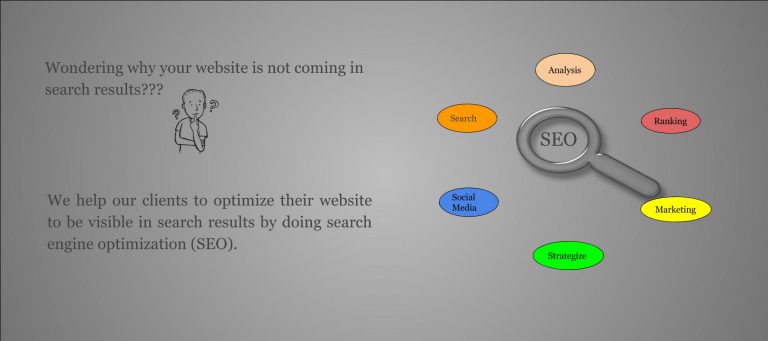 Wondering why your website is not coming in
search results???
? ?
We help our clients to optimize their website
to be visible in search results by doing search
engine optimization (SEO).
Analysis
Search
SEO
Ranking
Social
Media
Marketing
Strategize